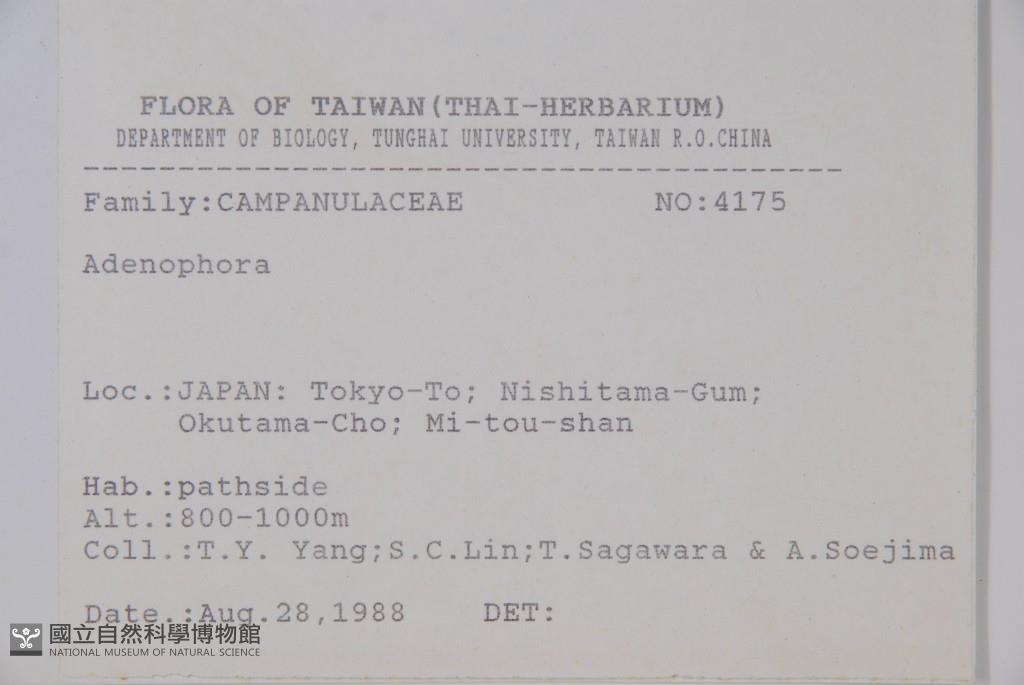 FLORA OF TAIWAN(THAI-HERBARIUM)
DEPARTMENT OF BIOLOGY, TUNGHAI UNIVERSITY, TAIWAN R.O.CHINA
----------------------------------------
Family:CAMPANULACEAE NO:4175
Adenophora
Loc.:JAPAN: Tokyo-To; Nishitama-Gum;
Okutama-Cho; Mi-tou-shan
Hab.:pathside
Alt.:800-1000m
Coll.:T.Y. Yang;S.C.Lin;T.Sagawara & A.Soejima
Date.:Aug.28,1988 DET:
國立自然科學博物館
NATIONAL MUSEUM OF NATURAL SCIENCE